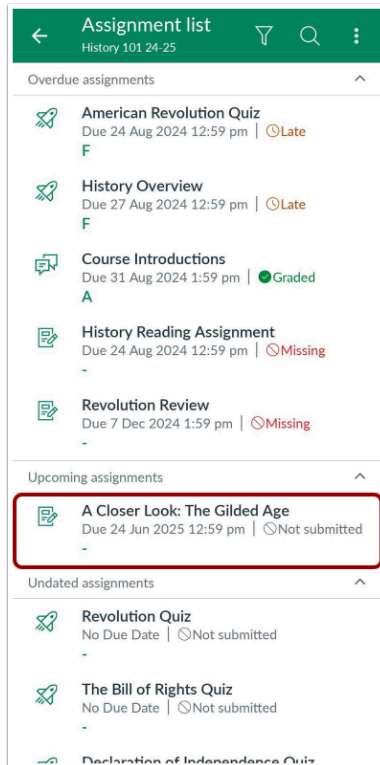 Assignment list
History 101 24-25
Overdue assignments
American Revolution Quiz
Due 24 Aug 2024 12:59 pm | Late
F
History Overview
Due 27 Aug 2024 12:59 pm | Late
F
Course Introductions
Due 31 Aug 2024 1:59 pm | Graded
A
History Reading Assignment
Due 24 Aug 2024 12:59 pm | Missing
-
Revolution Review
Due 7 Dec 2024 1:59 pm | Missing
-
Upcoming assignments
A Closer Look: The Gilded Age
Due 24 Jun 2025 12:59 pm | Not submitted
-
Undated assignments
Revolution Quiz
No Due Date | Not submitted
-
The Bill of Rights Quiz
No Due Date | Not submitted
-
Declaration of Independence Quiz